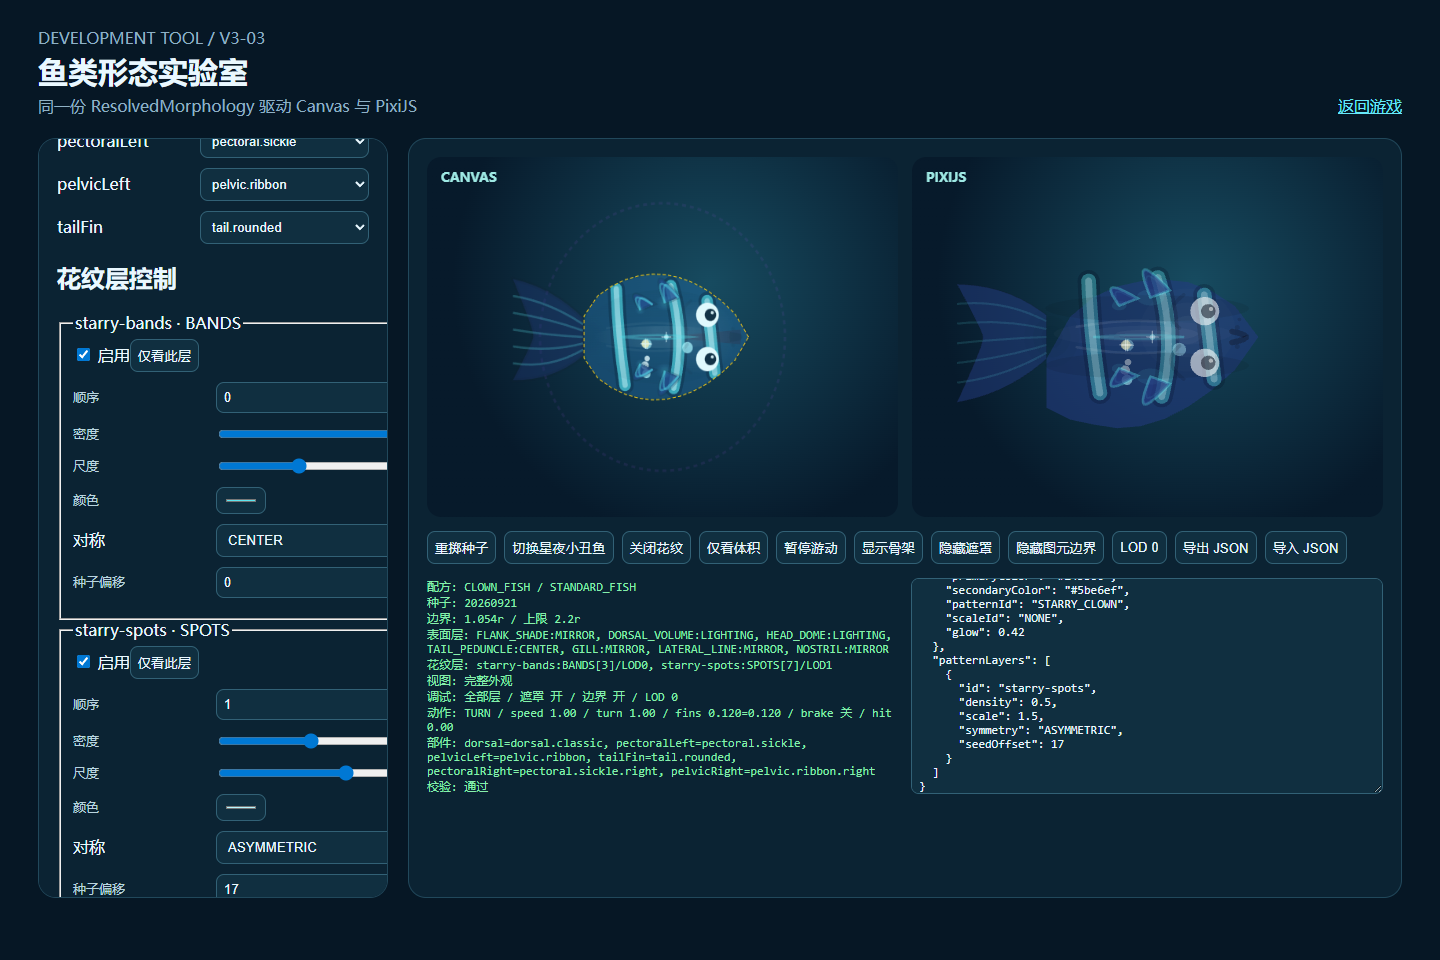 DEVELOPMENT TOOL / V3-03
鱼类形态实验室
同一份 ResolvedMorphology 驱动 Canvas 与 PixiJS
返回游戏
pectoralLeft
pectoral.sickle
pelvicLeft
pelvic.ribbon
tailFin
tail.rounded
花纹层控制
starry-bands · BANDS
启用
仅看此层
顺序
0
密度
尺度
颜色
对称
CENTER
种子偏移
0
starry-spots · SPOTS
启用
仅看此层
顺序
1
密度
尺度
颜色
对称
ASYMMETRIC
种子偏移
17
CANVAS
PIXIJS
重掷种子
切换星夜小丑鱼
关闭花纹
仅看体积
暂停游动
显示骨架
隐藏遮罩
隐藏图元边界
LOD 0
导出 JSON
导入 JSON
配方: CLOWN_FISH / STANDARD_FISH
种子: 20260921
边界: 1.054r / 上限 2.2r
表面层: FLANK_SHADE:MIRROR, DORSAL_VOLUME:LIGHTING, HEAD_DOME:LIGHTING,
TAIL_PEDUNCLE:CENTER, GILL:MIRROR, LATERAL_LINE:MIRROR, NOSTRIL:MIRROR
花纹层: starry-bands:BANDS[3]/LOD0, starry-spots:SPOTS[7]/LOD1
视图: 完整外观
调试: 全部层 / 遮罩 开 / 边界 开 / LOD 0
动作: TURN / speed 1.00 / turn 1.00 / fins 0.120=0.120 / brake 关 / hit
0.00
部件: dorsal=dorsal.classic, pectoralLeft=pectoral.sickle,
pelvicLeft=pelvic.ribbon, tailFin=tail.rounded,
pectoralRight=pectoral.sickle.right, pelvicRight=pelvic.ribbon.right
校验: 通过
"secondaryColor": "#5be6ef",
"patternId": "STARRY_CLOWN",
"scaleId": "NONE",
"glow": 0.42
},
"patternLayers": [
{
"id": "starry-spots",
"density": 0.5,
"scale": 1.5,
"symmetry": "ASYMMETRIC",
"seedOffset": 17
}
]
}